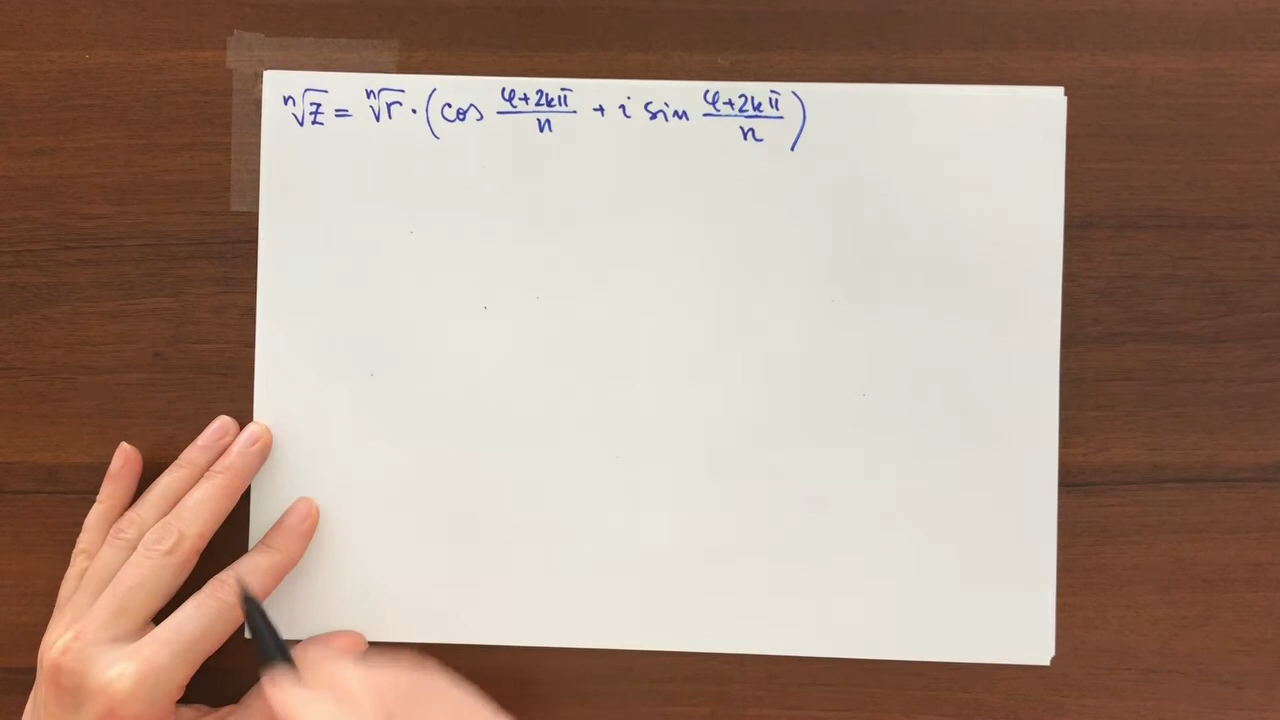 ⁿ√z = ⁿ√r · (cos (φ+2kπ)/n + i sin (φ+2kπ)/n)